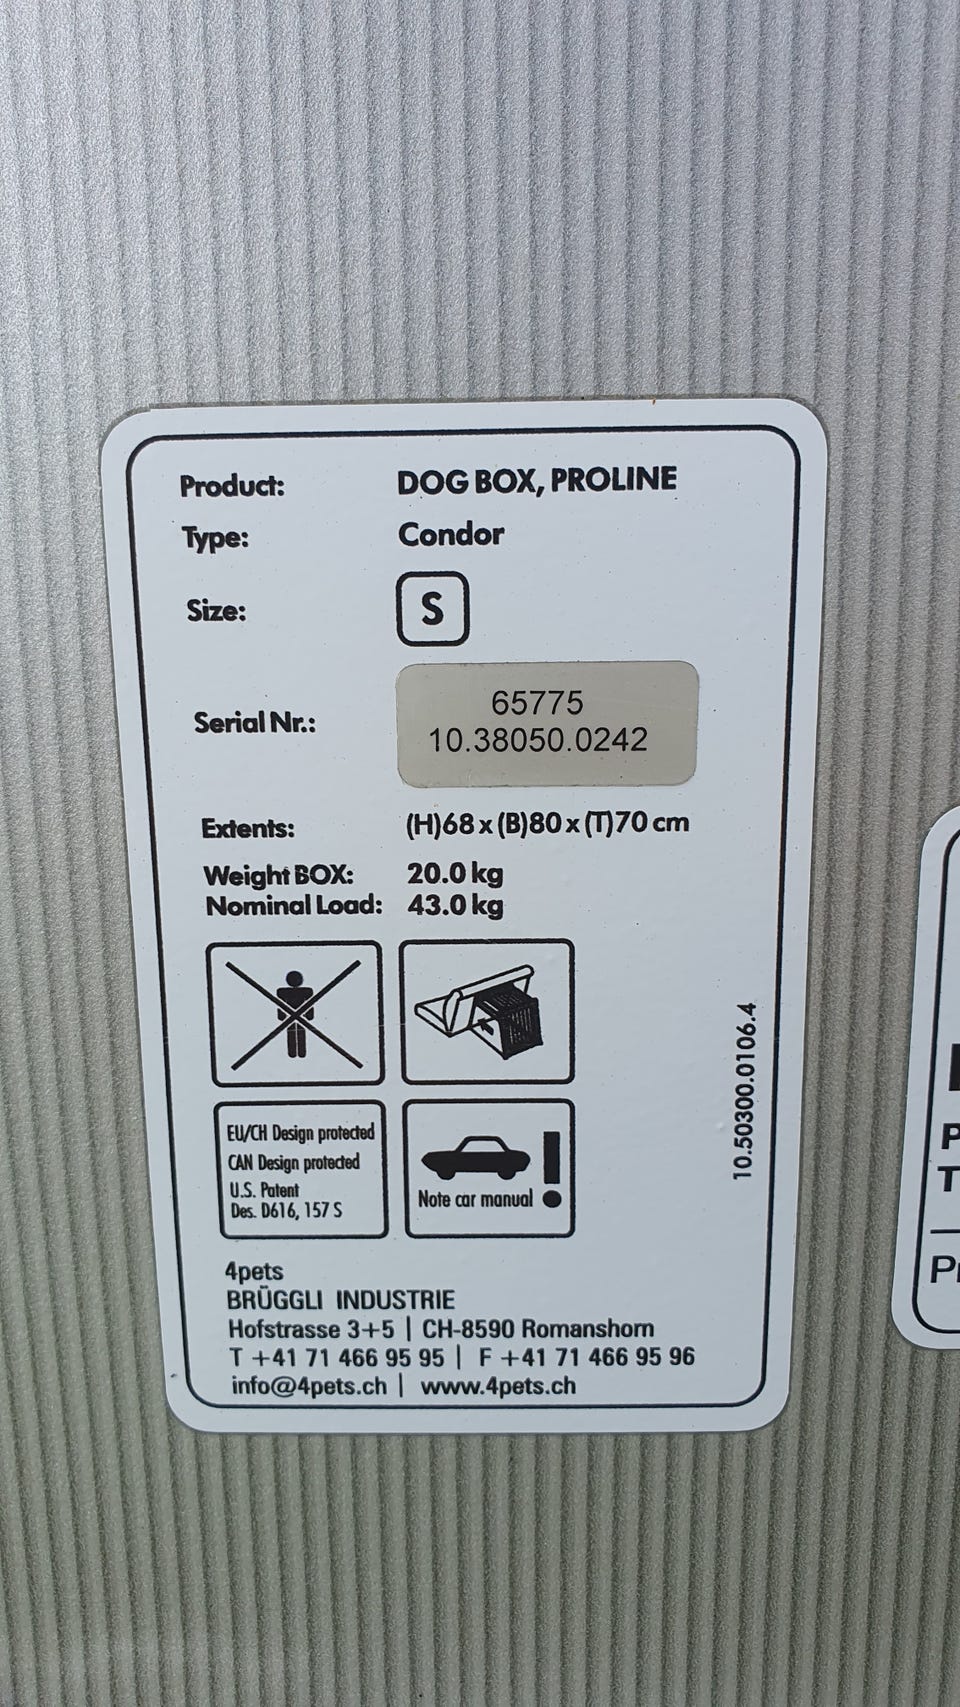 Product: DOG BOX, PROLINE
Type: Condor
Size: S
Serial Nr.: 65775
10.38050.0242
Extents: (H)68 x (B)80 x (T)70 cm
Weight BOX: 20.0 kg
Nominal Load: 43.0 kg
EU/CH Design protected
CAN Design protected
U.S. Patent
Des. D616, 157 S
Note car manual
10.50300.0106.4
4pets
BRÜGGLI INDUSTRIE
Hofstrasse 3+5 | CH-8590 Romanshorn
T +41 71 466 95 95 | F +41 71 466 95 96
info@4pets.ch | www.4pets.ch